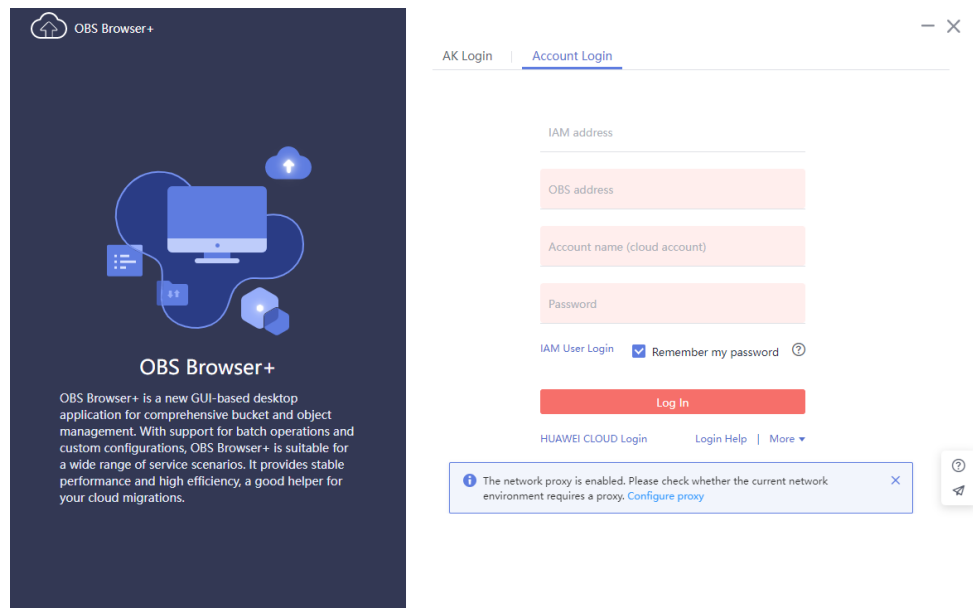 OBS Browser+
AK Login
Account Login
IAM address
OBS address
Account name (cloud account)
Password
IAM User Login
Remember my password
Log In
HUAWEI CLOUD Login
Login Help | More
OBS Browser+
OBS Browser+ is a new GUI-based desktop
application for comprehensive bucket and object
management. With support for batch operations and
custom configurations, OBS Browser+ is suitable for
a wide range of service scenarios. It provides stable
performance and high efficiency, a good helper for
your cloud migrations.
The network proxy is enabled. Please check whether the current network
environment requires a proxy. Configure proxy